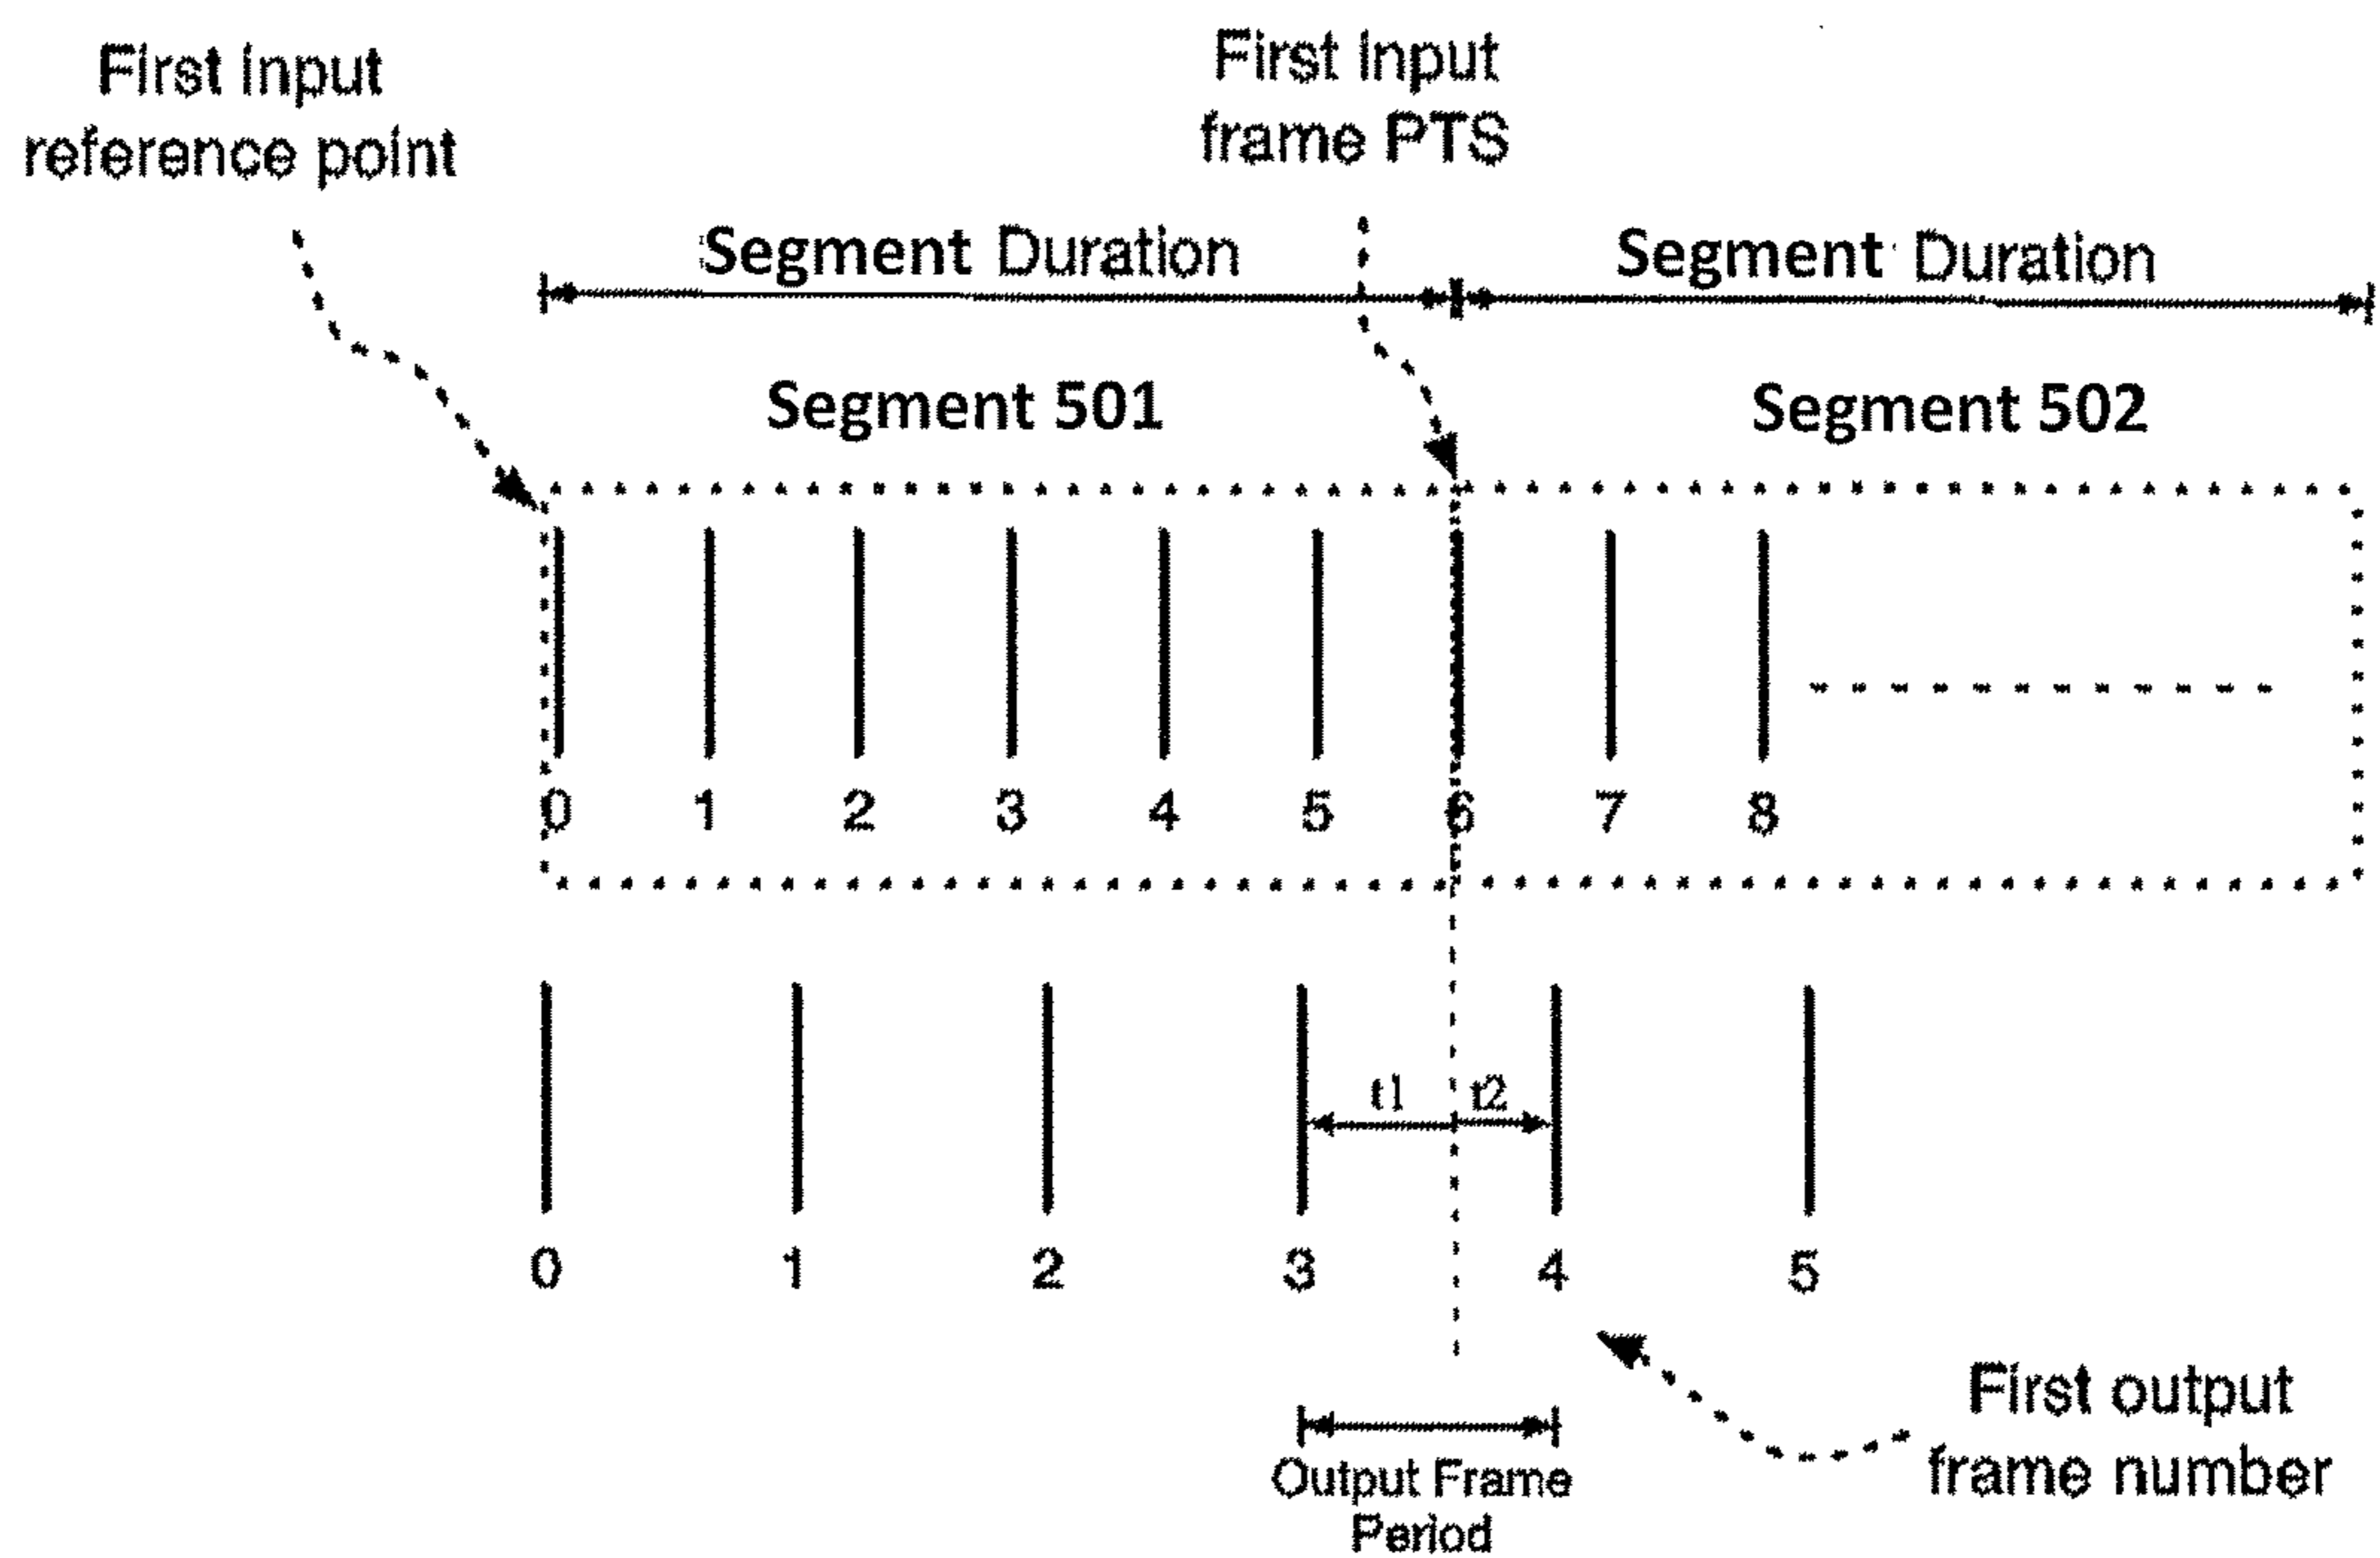 First Input
reference point
First Input
frame PTS
Segment Duration
Segment Duration
Segment 501
Segment 502
0 1 2 3 4 5 6 7 8
t1 t2
0 1 2 3 4 5
Output Frame
Period
First output
frame number